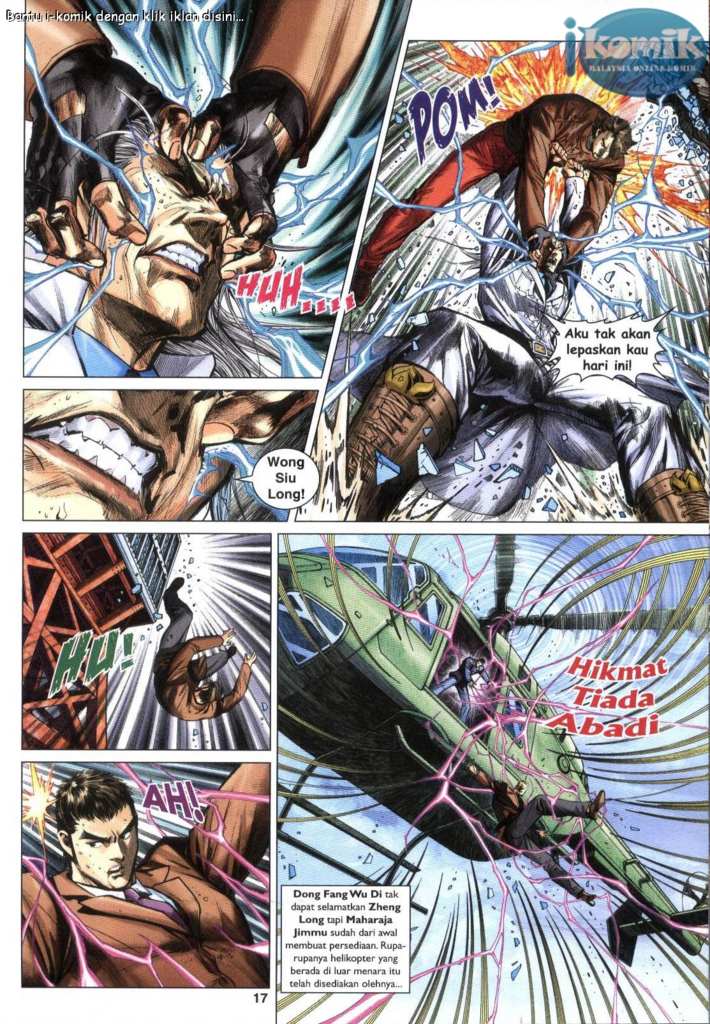 Bantu i-komik dengan klik iklan disini...
ikomik
MALAYSIA ONLINE KOMIK
HUH....
POM!
Aku tak akan
lepaskan kau
hari ini!
Wong
Siu
Long!
HU!
Hikmat
Tiada
Abadi
AH!
Dong Fang Wu Di tak
dapat selamatkan Zheng
Long tapi Maharaja
Jimmu sudah dari awal
membuat persediaan. Rupa-
rupanya helikopter yang
berada di luar menara itu
telah disediakan olehnya...
17